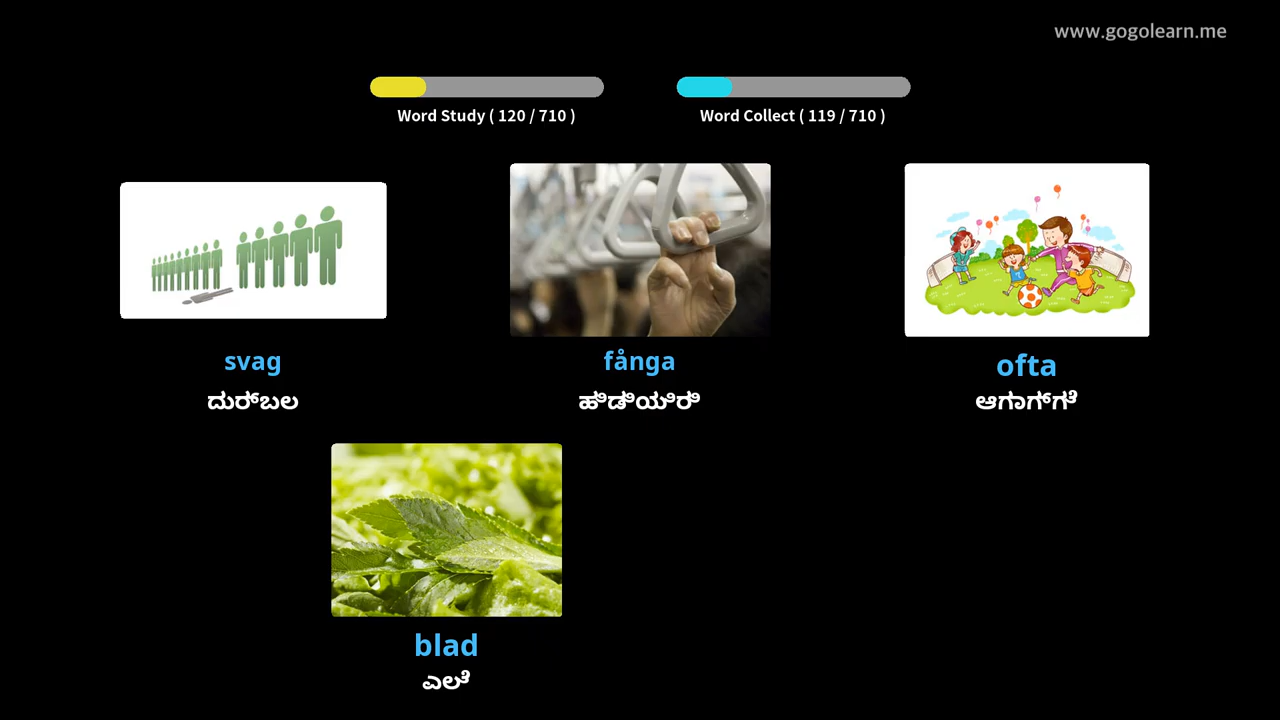 www.gogolearn.me
Word Study ( 120 / 710 )
Word Collect ( 119 / 710 )
svag
ದುರ್ಬಲ
fånga
ಹಿಡಿಯಿರಿ
ofta
ಆಗಾಗ್ಗೆ
blad
ಎಲೆ